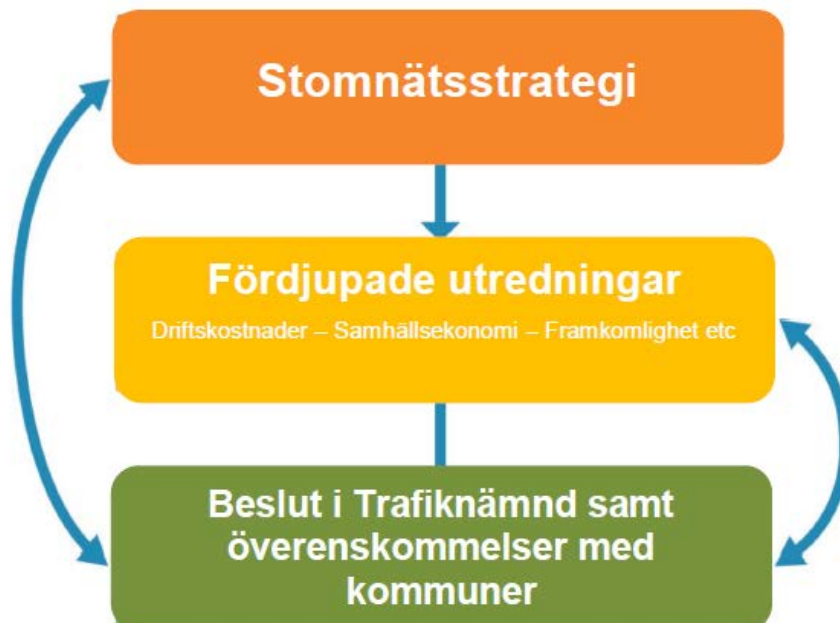 Stomnätsstrategi
Fördjupade utredningar
Driftskostnader – Samhällsekonomi – Framkomlighet etc
Beslut i Trafiknämnd samt
överenskommelser med
kommuner